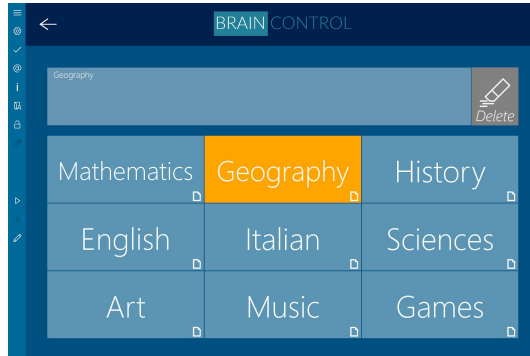 BRAIN CONTROL
Geography
Delete
Mathematics Geography History
English Italian Sciences
Art Music Games